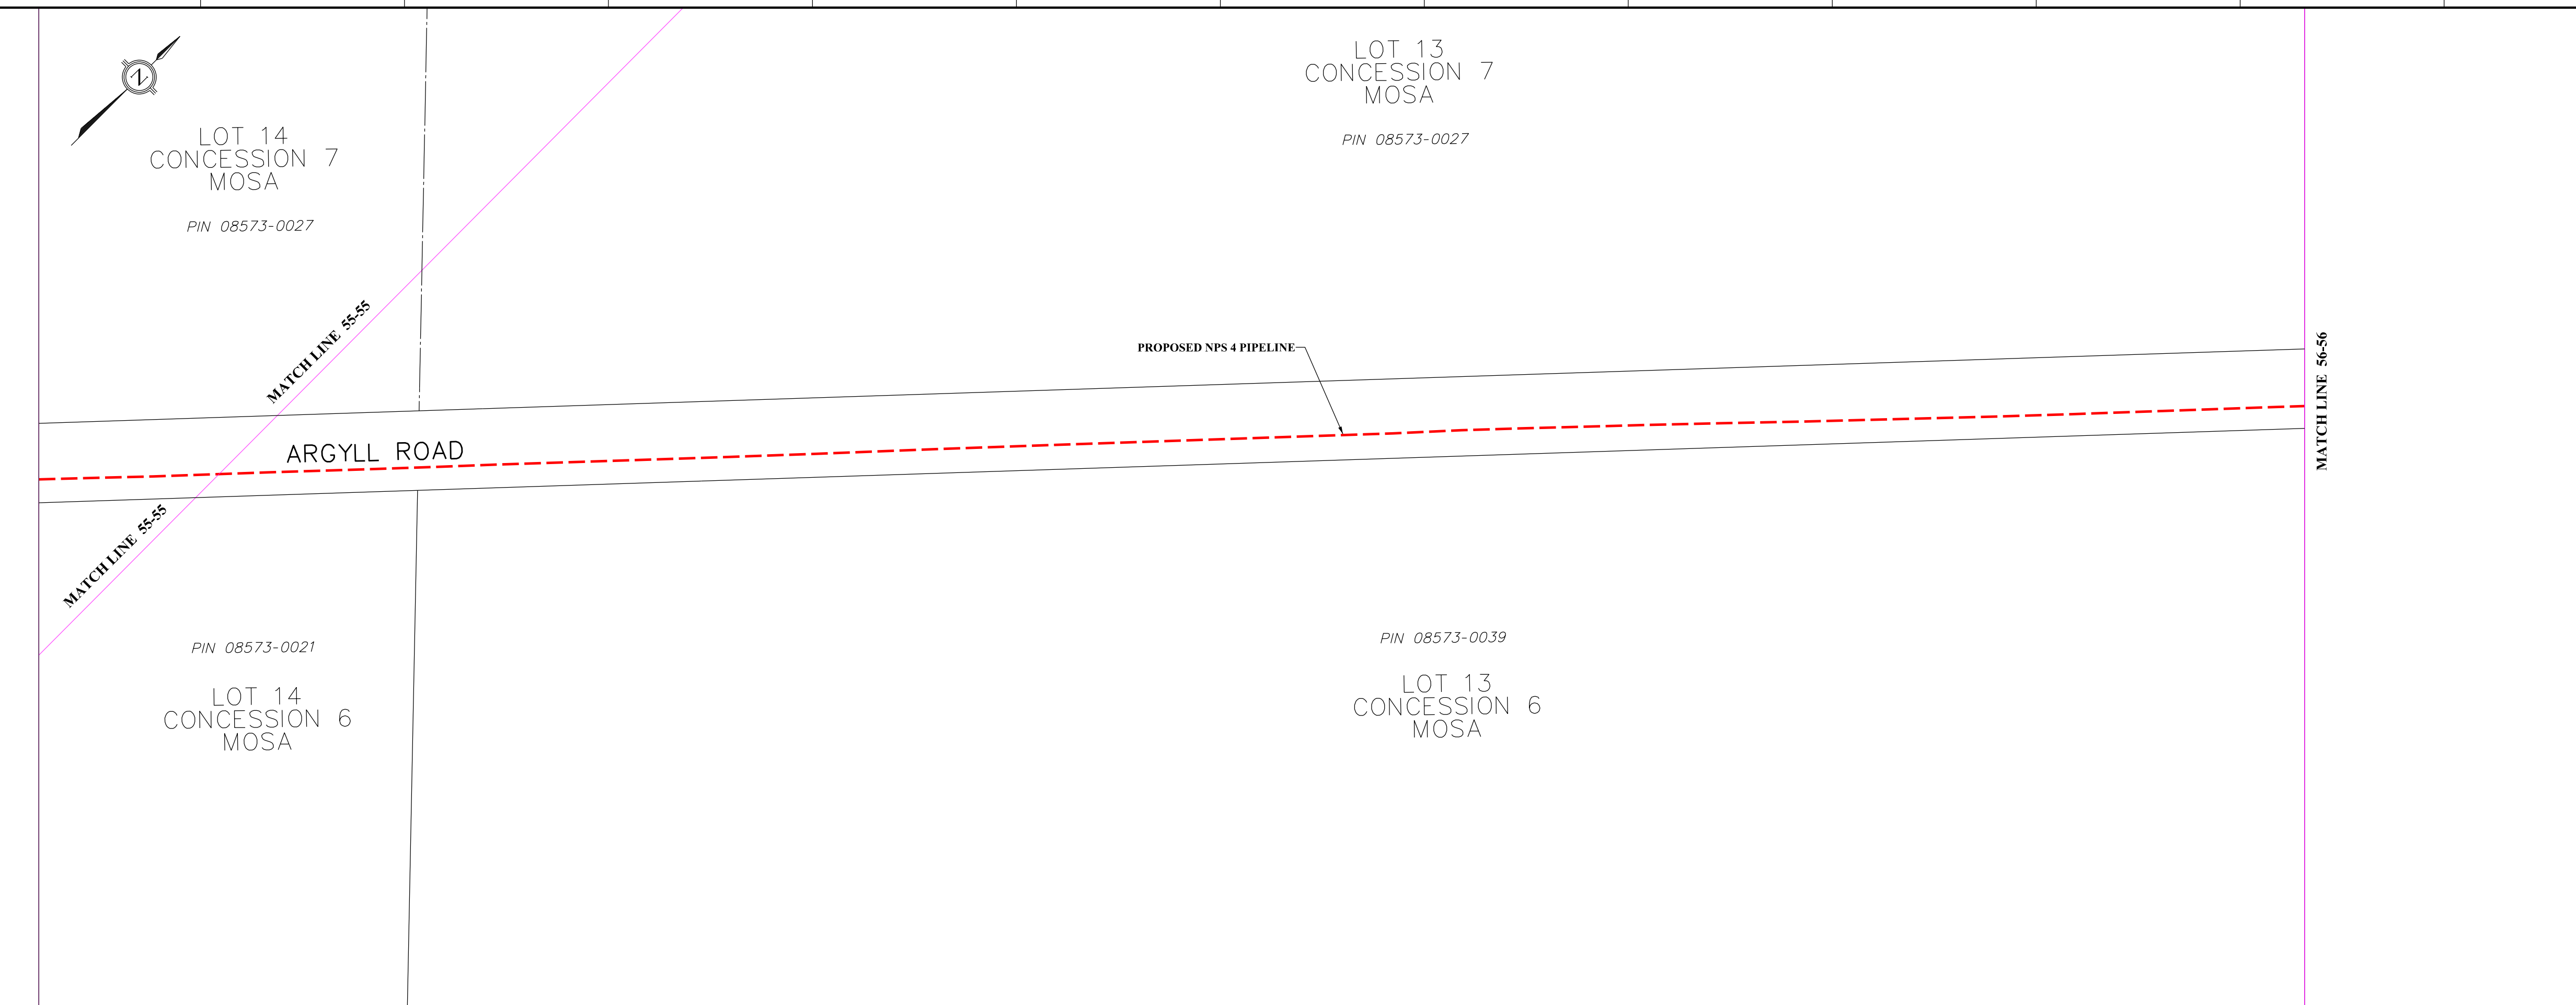 N
LOT 14
CONCESSION 7
MOSA
PIN 08573-0027
LOT 13
CONCESSION 7
MOSA
PIN 08573-0027
MATCH LINE 55-55
PROPOSED NPS 4 PIPELINE
MATCH LINE 56-56
ARGYLL ROAD
MATCH LINE 55-55
PIN 08573-0021
LOT 14
CONCESSION 6
MOSA
PIN 08573-0039
LOT 13
CONCESSION 6
MOSA